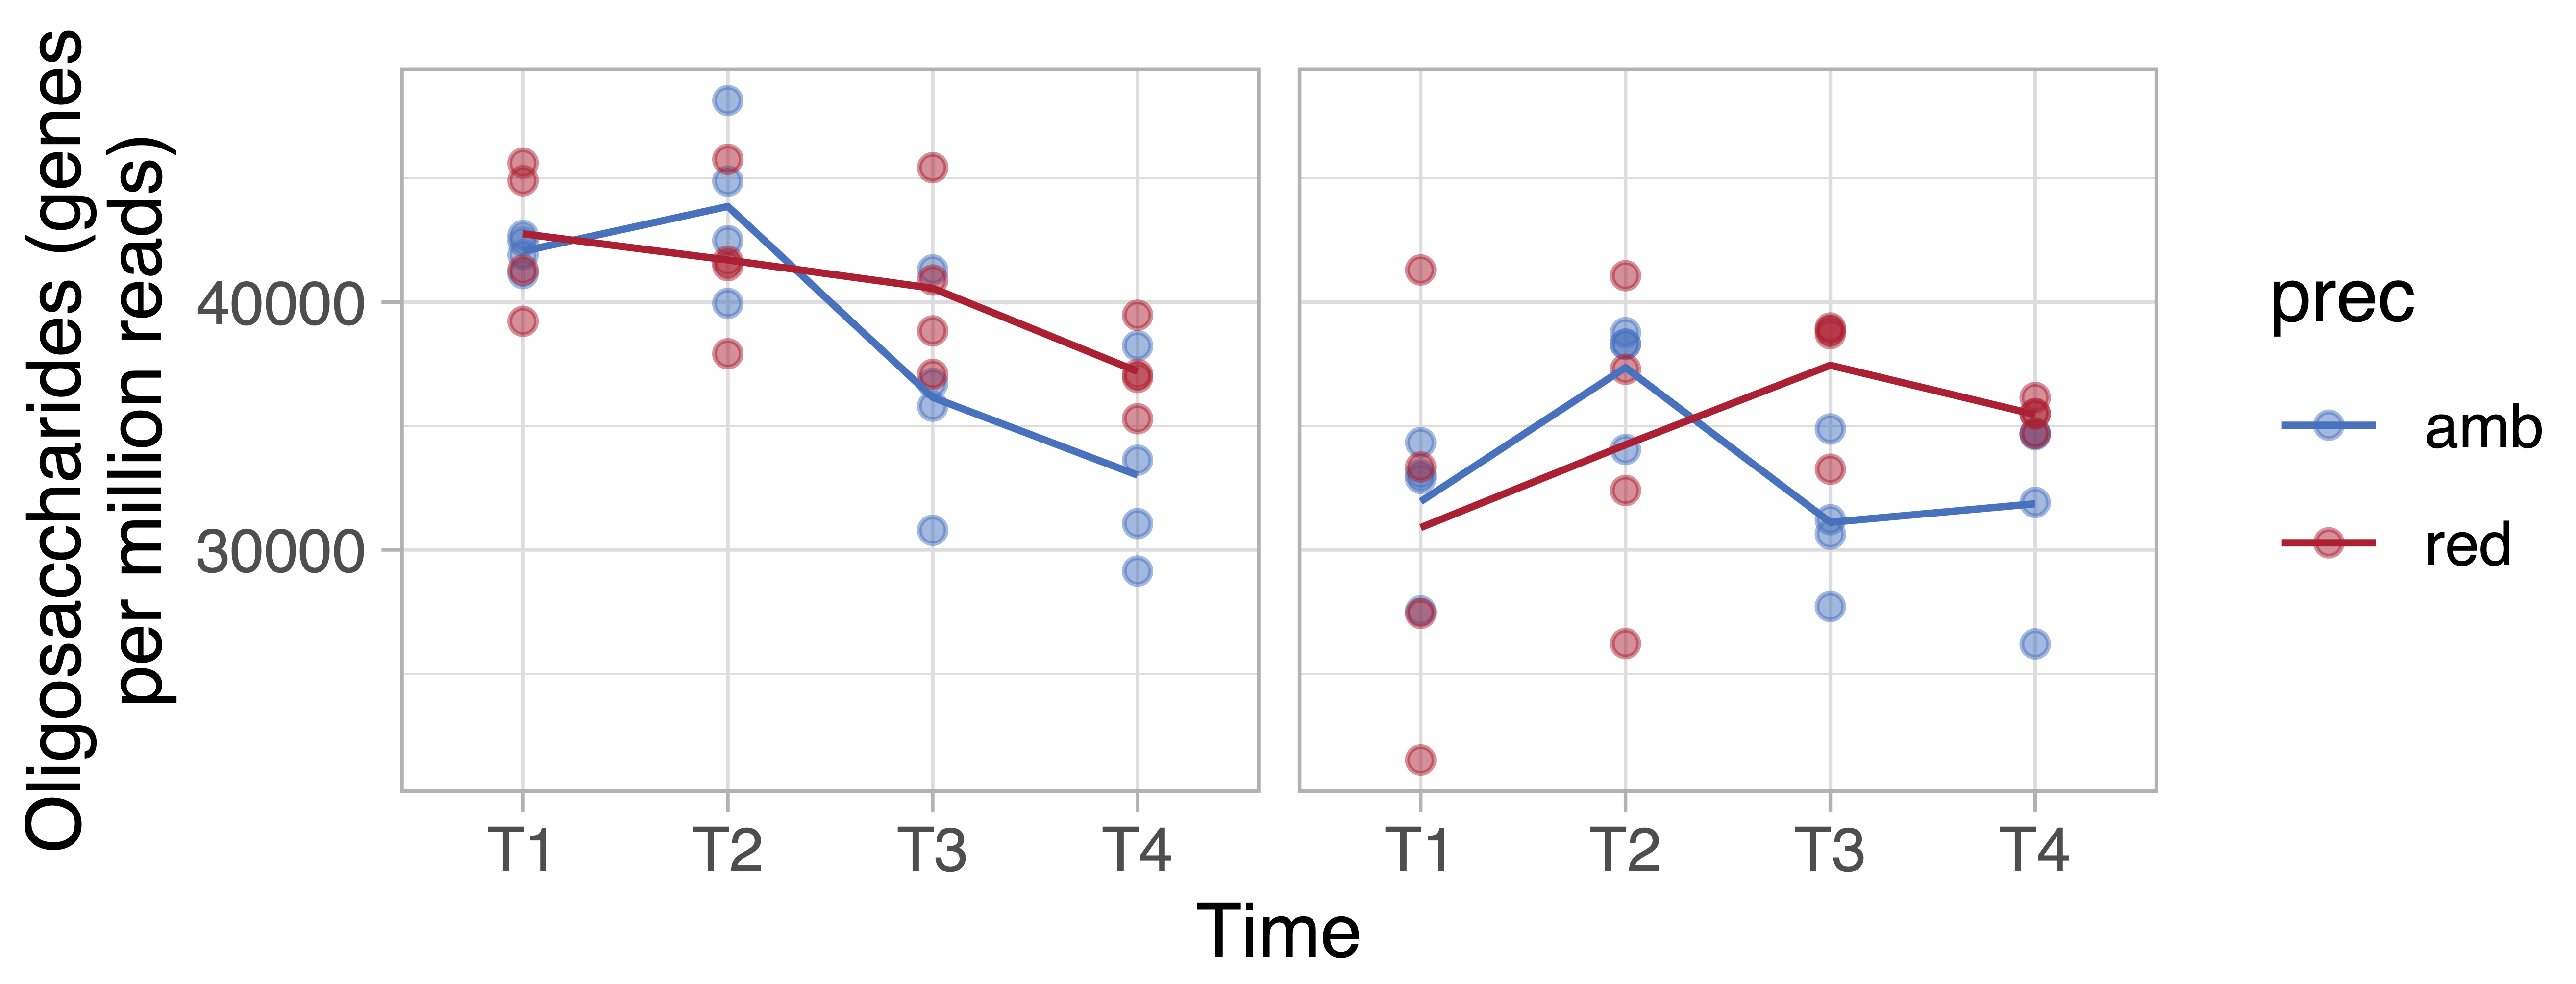 Oligosaccharides (genes
per million reads)
40000
30000
T1 T2 T3 T4
T1 T2 T3 T4
Time
prec
amb
red